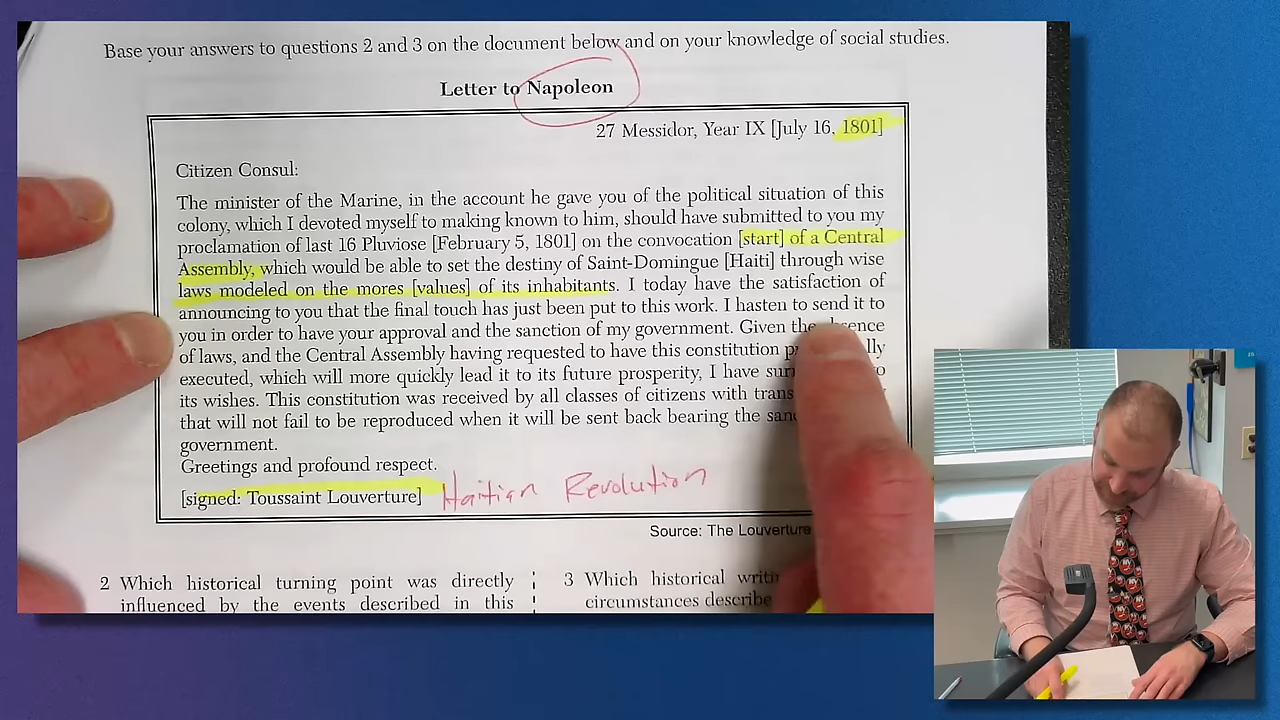 Base your answers to questions 2 and 3 on the document below and on your knowledge of social studies.
Letter to Napoleon
27 Messidor, Year IX [July 16, 1801]
Citizen Consul:
The minister of the Marine, in the account he gave you of the political situation of this
colony, which I devoted myself to making known to him, should have submitted to you my
proclamation of last 16 Pluviose [February 5, 1801] on the convocation [start] of a Central
Assembly, which would be able to set the destiny of Saint-Domingue [Haiti] through wise
laws modeled on the mores [values] of its inhabitants. I today have the satisfaction of
announcing to you that the final touch has just been put to this work. I hasten to send it to
you in order to have your approval and the sanction of my government. Given the
of laws, and the Central Assembly having requested to have this constitution
executed, which will more quickly lead it to its future prosperity, I have
its wishes. This constitution was received by all classes of citizens with
that will not fail to be reproduced when it will be sent back bearing the
government.
Greetings and profound respect.
[signed: Toussaint Louverture] Haitian Revolution
Source: The Louverture
2 Which historical turning point was directly
influenced by the events described in this
3 Which historical
circumstances